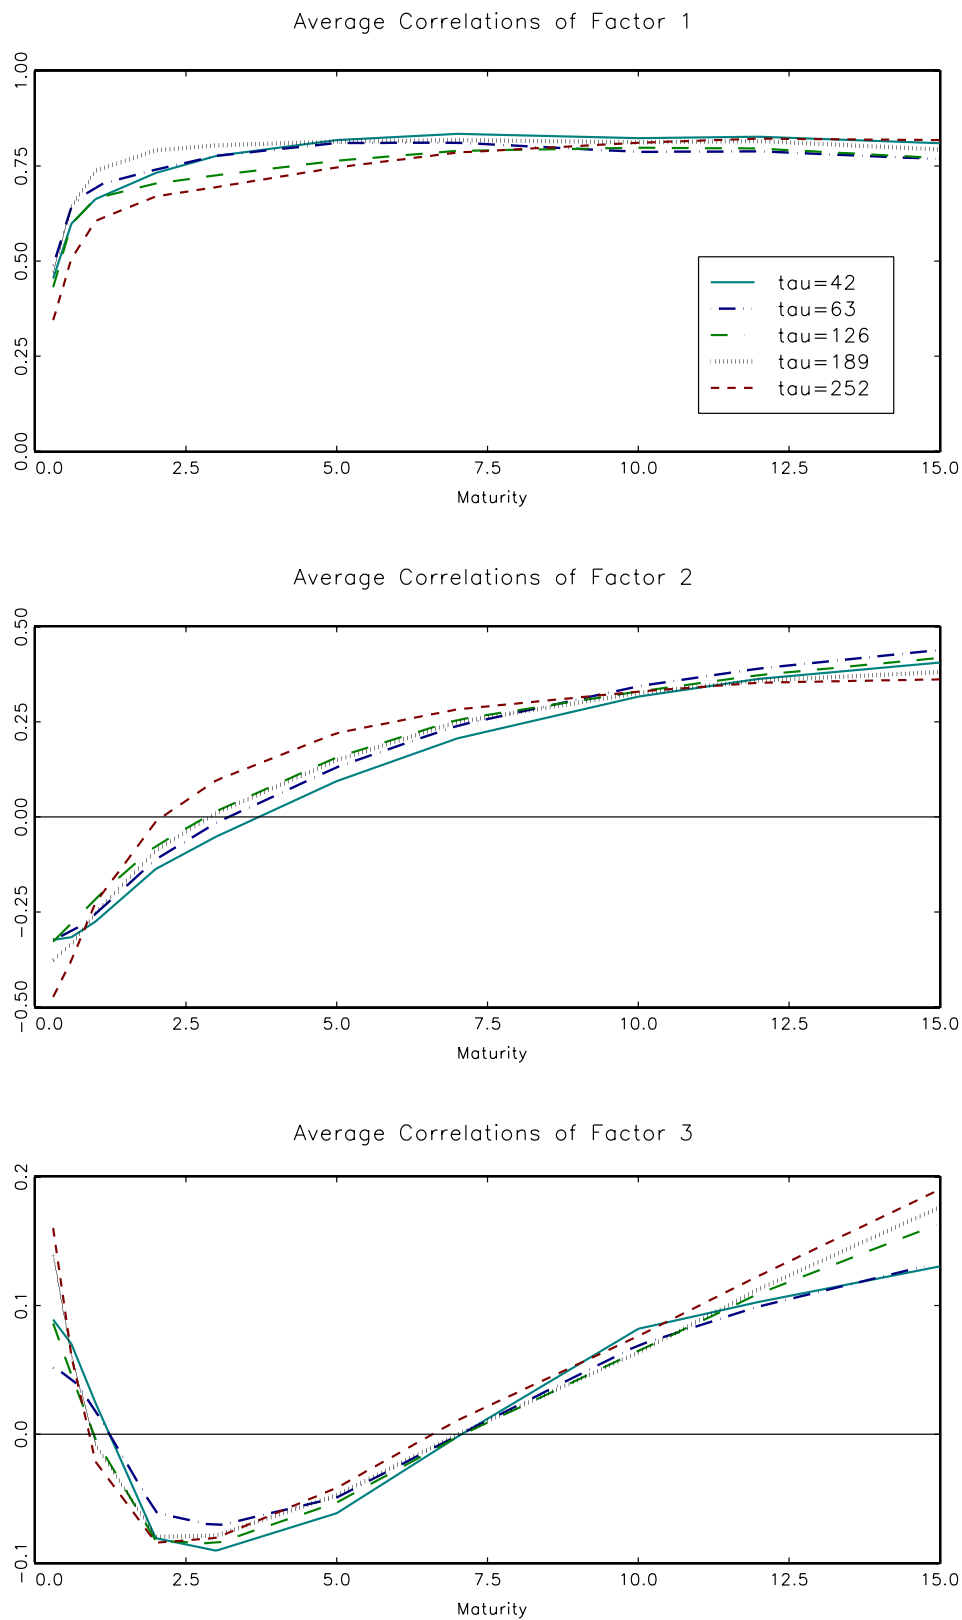 Average Correlations of Factor 1
1.00
0.75
0.50
0.25
0.00
tau=42
tau=63
tau=126
tau=189
tau=252
0.0 2.5 5.0 7.5 10.0 12.5 15.0
Maturity
Average Correlations of Factor 2
0.50
0.25
0.00
−0.25
−0.50
0.0 2.5 5.0 7.5 10.0 12.5 15.0
Maturity
Average Correlations of Factor 3
0.2
0.1
0.0
−0.1
0.0 2.5 5.0 7.5 10.0 12.5 15.0
Maturity